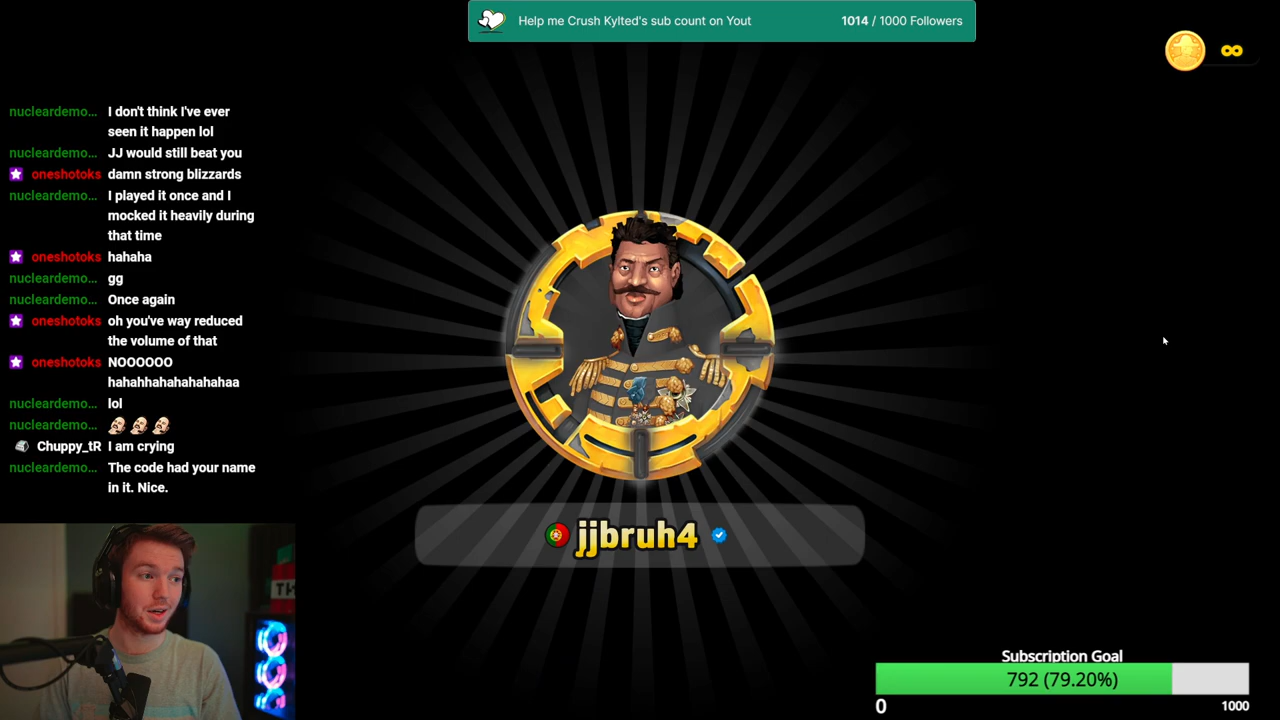 Help me Crush Kylted's sub count on Yout
1014 / 1000 Followers
nucleardemo... I don't think I've ever
seen it happen lol
nucleardemo... JJ would still beat you
oneshotoks damn strong blizzards
nucleardemo... I played it once and I
mocked it heavily during
that time
oneshotoks hahaha
nucleardemo... gg
nucleardemo... Once again
oneshotoks oh you've way reduced
the volume of that
oneshotoks NOOOOOO
hahahhahahahahahaa
nucleardemo... lol
nucleardemo...
Chuppy_tR I am crying
nucleardemo... The code had your name
in it. Nice.
jjbruh4
TH
Subscription Goal
792 (79.20%)
0
1000